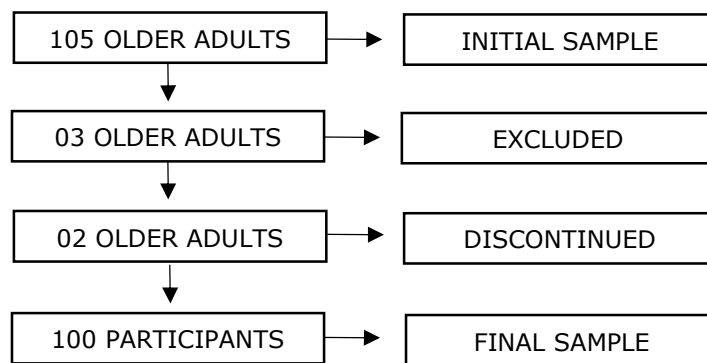 105 OLDER ADULTS
INITIAL SAMPLE
03 OLDER ADULTS
EXCLUDED
02 OLDER ADULTS
DISCONTINUED
100 PARTICIPANTS
FINAL SAMPLE